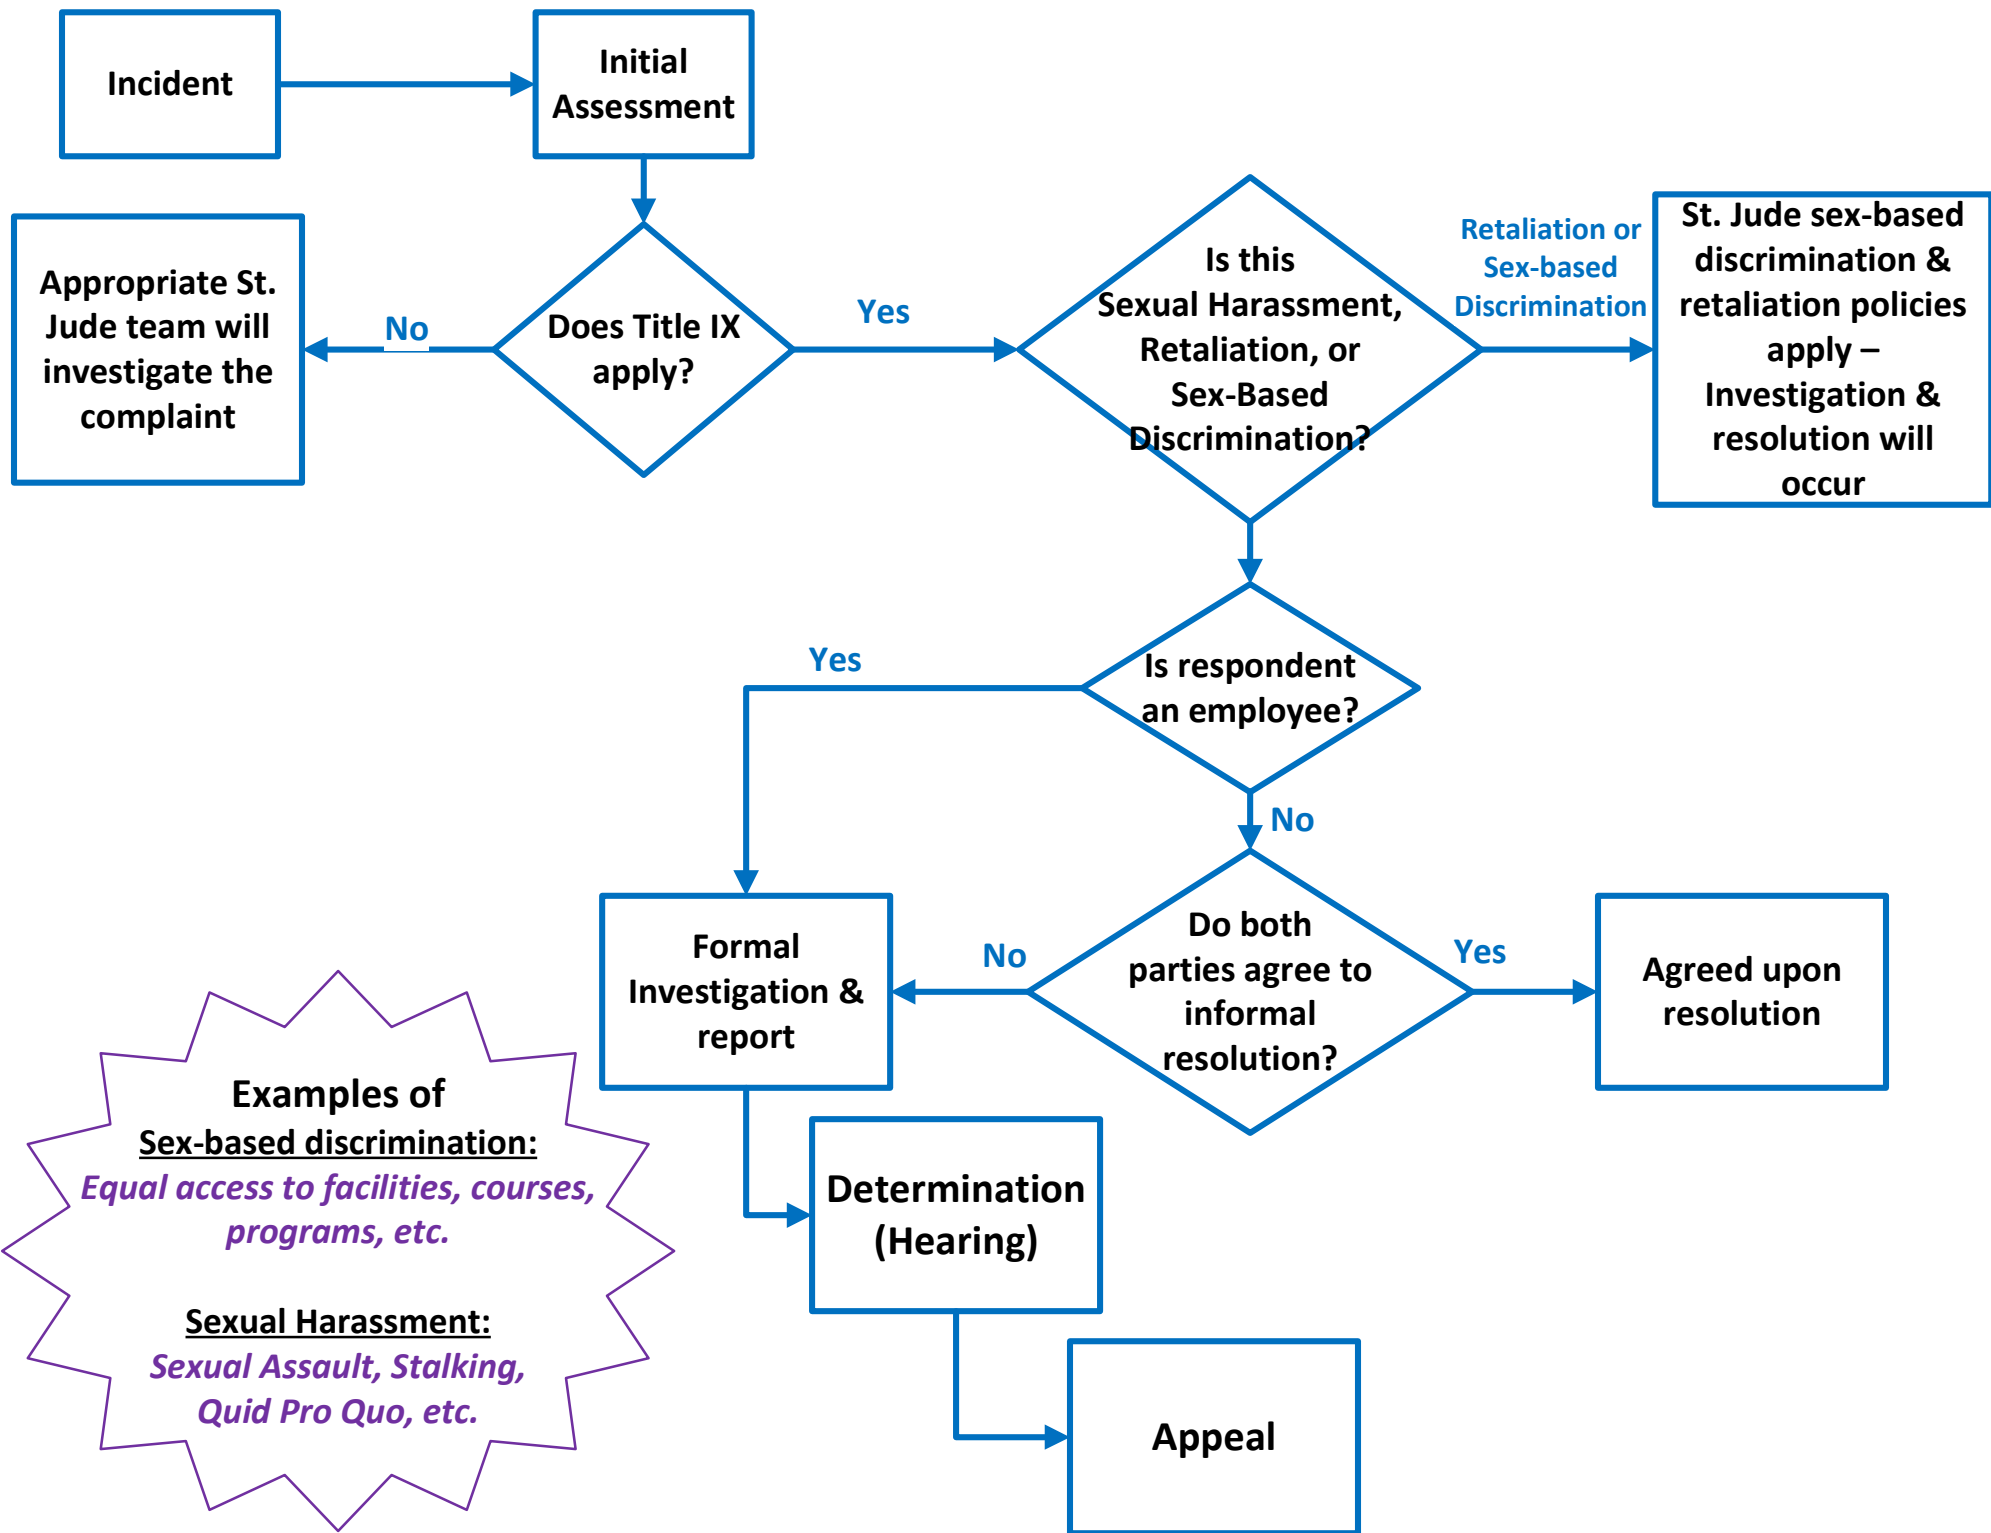 Incident
Initial
Assessment
Appropriate St.
Jude team will
investigate the
complaint
No
Does Title IX
apply?
Yes
Is this
Sexual Harassment,
Retaliation, or
Sex-Based
Discrimination?
Retaliation or
Sex-based
Discrimination
St. Jude sex-based
discrimination &
retaliation policies
apply –
Investigation &
resolution will
occur
Yes
Is respondent
an employee?
No
Formal
Investigation &
report
No
Do both
parties agree to
informal
resolution?
Yes
Agreed upon
resolution
Determination
(Hearing)
Appeal
Examples of
Sex-based discrimination:
Equal access to facilities, courses,
programs, etc.
Sexual Harassment:
Sexual Assault, Stalking,
Quid Pro Quo, etc.